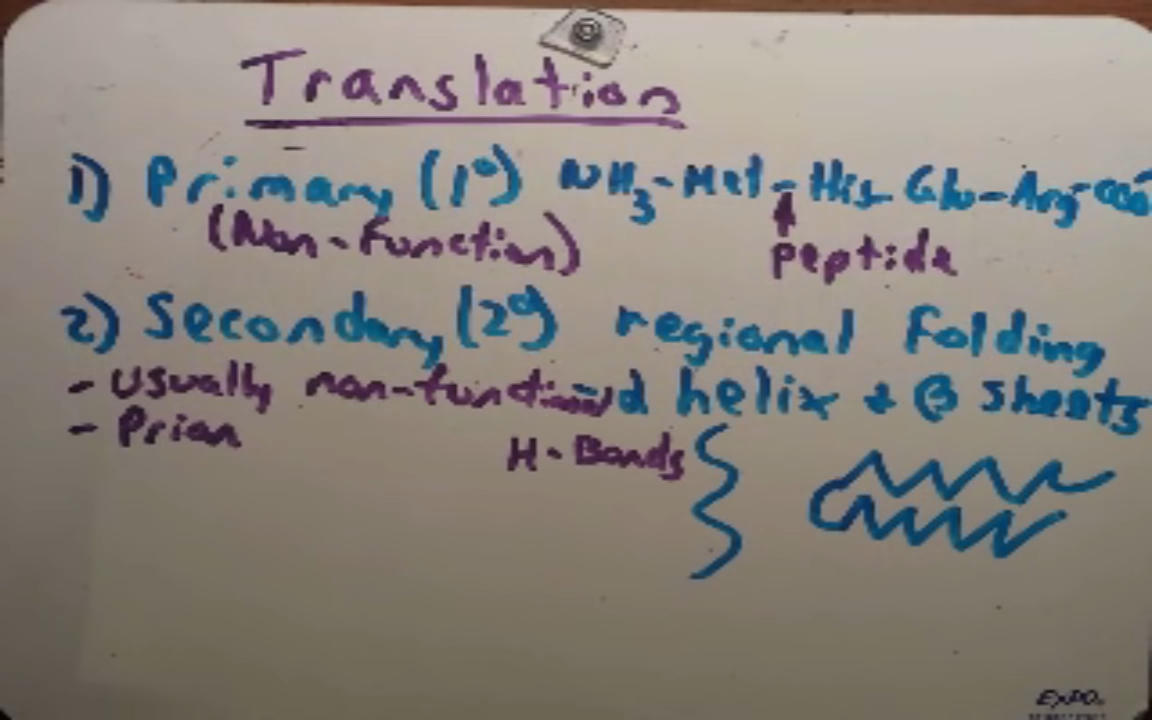 Translation
1) Primary (1°) NH3-Met-His-Glu-Arg-COO-
(Non-function)
peptide
2) Secondary (2°) regional folding
- Usually non-functional α helix + β sheets
- Prion
H-Bonds
EXPO